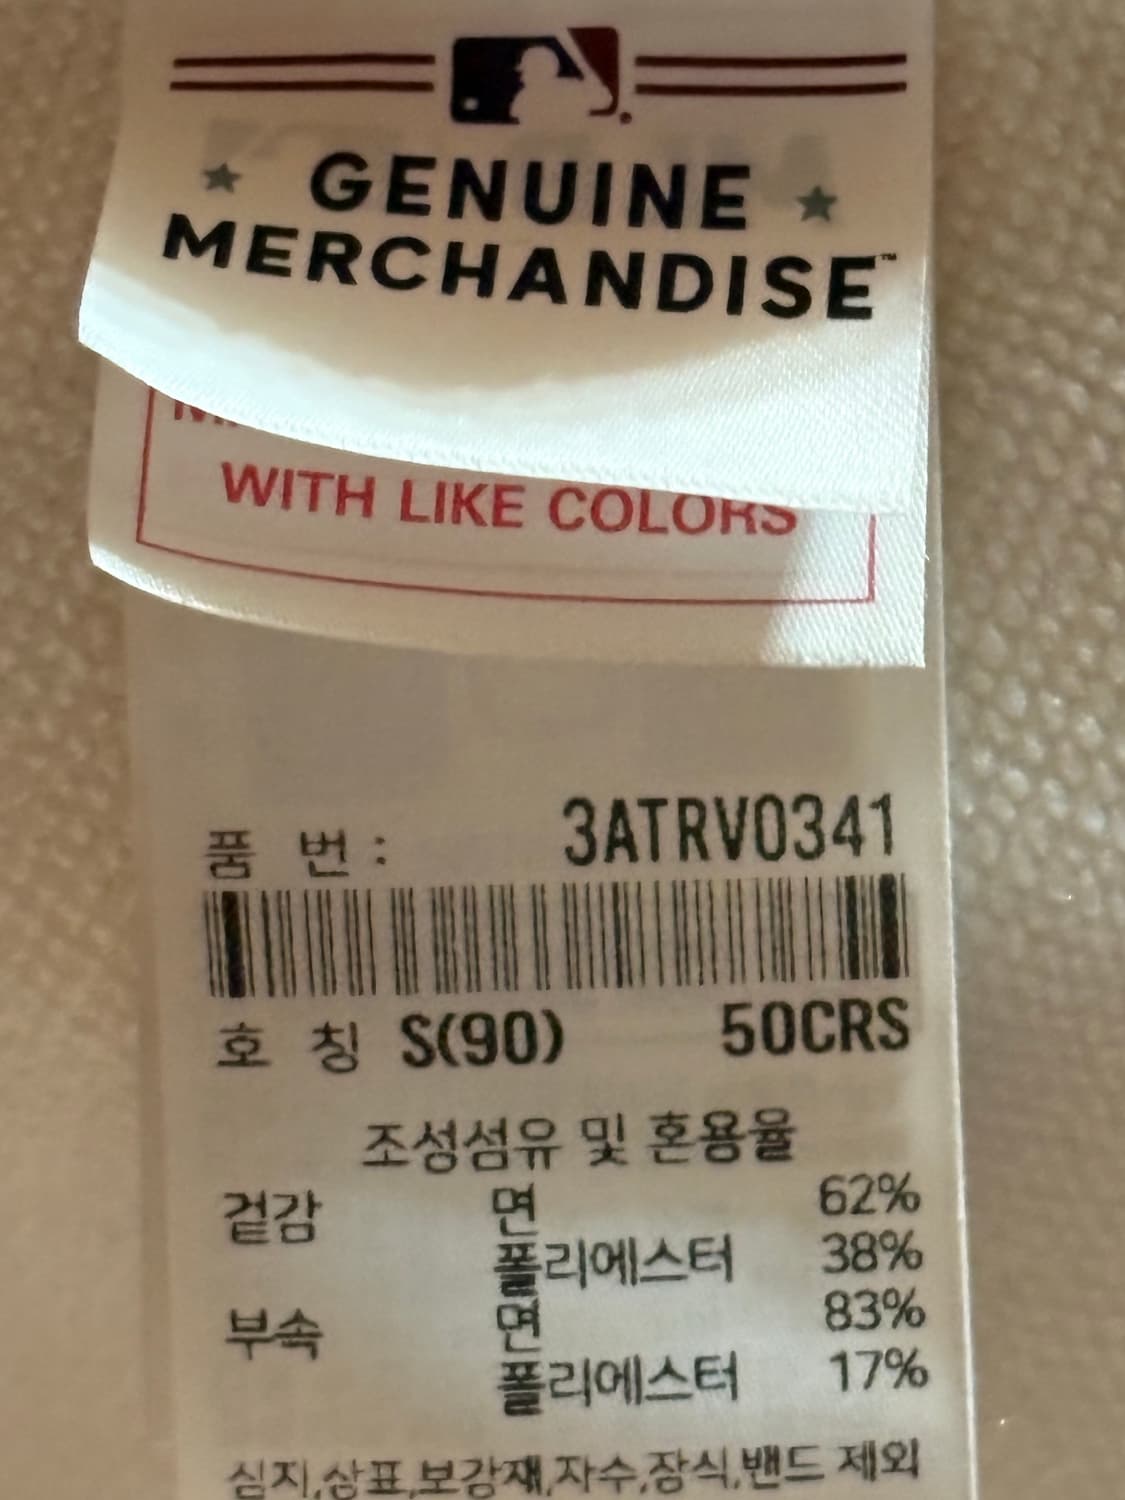 GENUINE
MERCHANDISE™
WITH LIKE COLORS
품 번 : 3ATRV0341
호 칭 S(90) 50CRS
조성섬유 및 혼용율
겉감 면 62%
폴리에스터 38%
부속 면 83%
폴리에스터 17%
심지,상표,보강재,자수,장식,밴드 제외